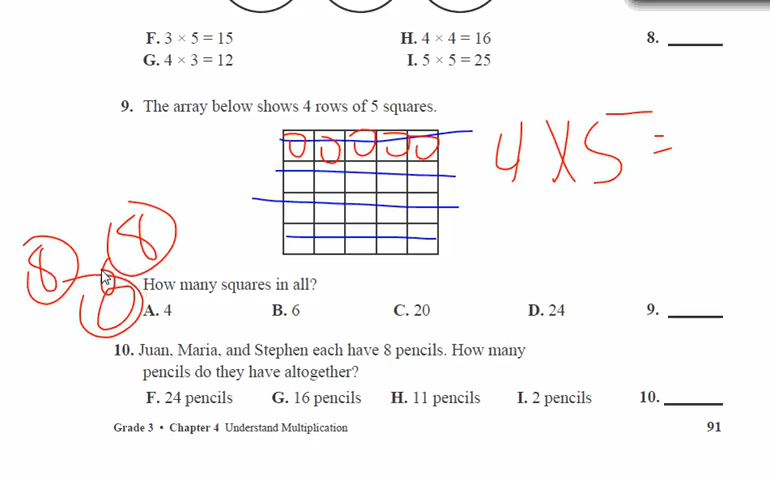 F. 3 × 5 = 15 H. 4 × 4 = 16 8.
G. 4 × 3 = 12 I. 5 × 5 = 25
9. The array below shows 4 rows of 5 squares.
4 X 5 =
8
8
How many squares in all?
A. 4 B. 6 C. 20 D. 24 9.
10. Juan, Maria, and Stephen each have 8 pencils. How many
pencils do they have altogether?
F. 24 pencils G. 16 pencils H. 11 pencils I. 2 pencils 10.
Grade 3 • Chapter 4 Understand Multiplication 91